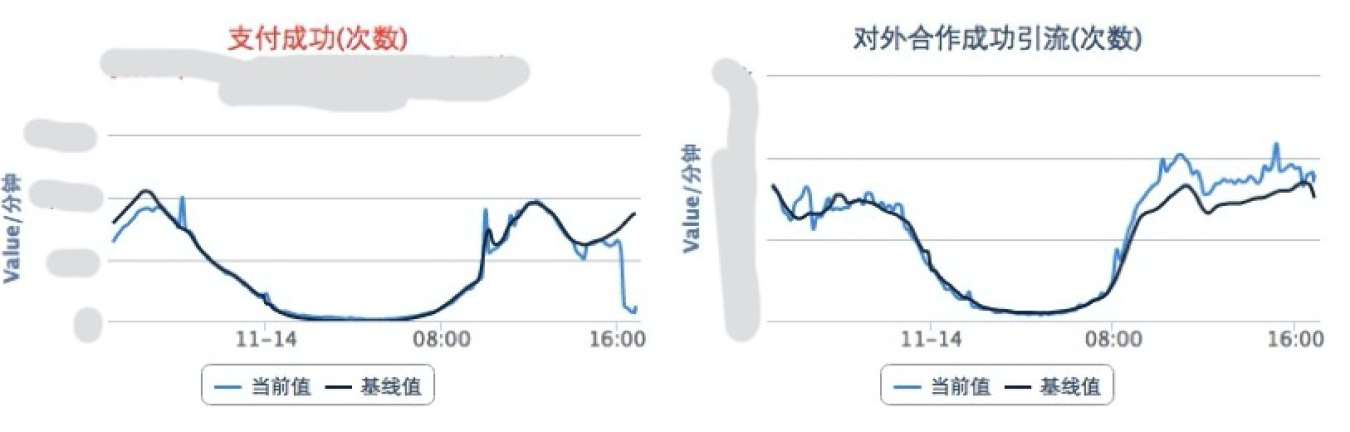 支付成功(次数)
Value/分钟
11-14 08:00 16:00
当前值 基线值
对外合作成功引流(次数)
Value/分钟
11-14 08:00 16:00
当前值 基线值